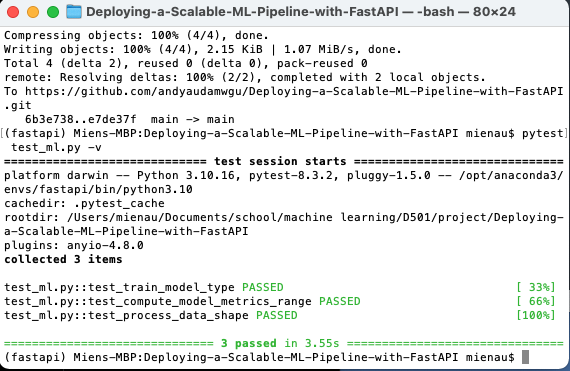 Deploying-a-Scalable-ML-Pipeline-with-FastAPI — -bash — 80×24
Compressing objects: 100% (4/4), done.
Writing objects: 100% (4/4), 2.15 KiB | 1.07 MiB/s, done.
Total 4 (delta 2), reused 0 (delta 0), pack-reused 0
remote: Resolving deltas: 100% (2/2), completed with 2 local objects.
To https://github.com/andyaudamwgu/Deploying-a-Scalable-ML-Pipeline-with-FastAPI
.git
   6b3e738..e7de37f  main -> main
[(fastapi) Miens-MBP:Deploying-a-Scalable-ML-Pipeline-with-FastAPI mienau$ pytest]
 test_ml.py -v
============================= test session starts ==============================
platform darwin -- Python 3.10.16, pytest-8.3.2, pluggy-1.5.0 -- /opt/anaconda3/
envs/fastapi/bin/python3.10
cachedir: .pytest_cache
rootdir: /Users/mienau/Documents/school/machine learning/D501/project/Deploying-
a-Scalable-ML-Pipeline-with-FastAPI
plugins: anyio-4.8.0
collected 3 items
test_ml.py::test_train_model_type PASSED                                 [ 33%]
test_ml.py::test_compute_model_metrics_range PASSED                      [ 66%]
test_ml.py::test_process_data_shape PASSED                               [100%]
============================== 3 passed in 3.55s ===============================
(fastapi) Miens-MBP:Deploying-a-Scalable-ML-Pipeline-with-FastAPI mienau$